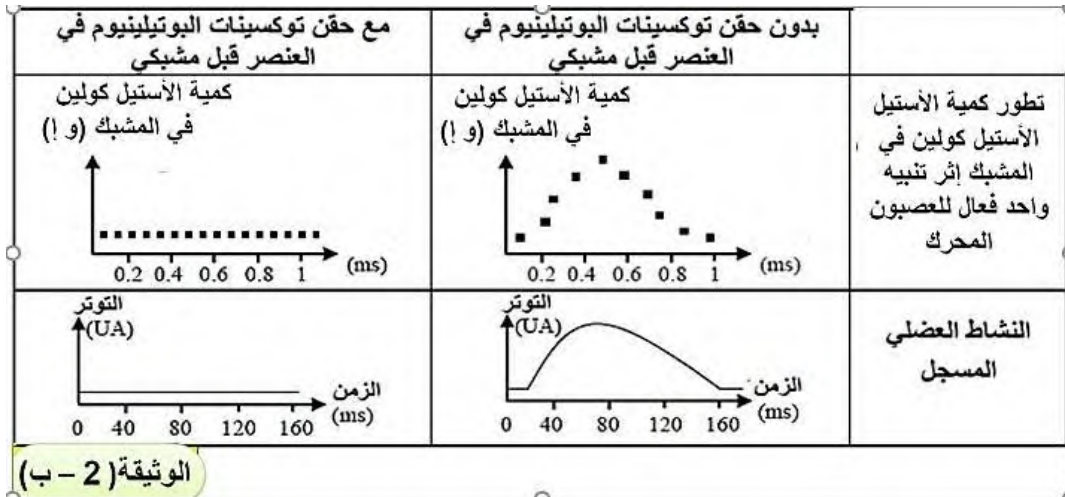 بدون حقن توكسينات البوتيلينيوم في
العنصر قبل مشبكي
مع حقن توكسينات البوتيلينيوم في
العنصر قبل مشبكي
تطور كمية الأستيل
الأستيل كولين في
المشبك إثر تنبيه
واحد فعال للعصبون
المحرك
كمية الأستيل كولين
في المشبك (و إ)
0.2 0.4 0.6 0.8 1 (ms)
كمية الأستيل كولين
في المشبك (و إ)
0.2 0.4 0.6 0.8 1 (ms)
النشاط العضلي
المسجل
التوتر
(UA)
الزمن
(ms)
0 40 80 120 160
التوتر
(UA)
الزمن
(ms)
0 40 80 120 160
الوثيقة( 2 – ب)